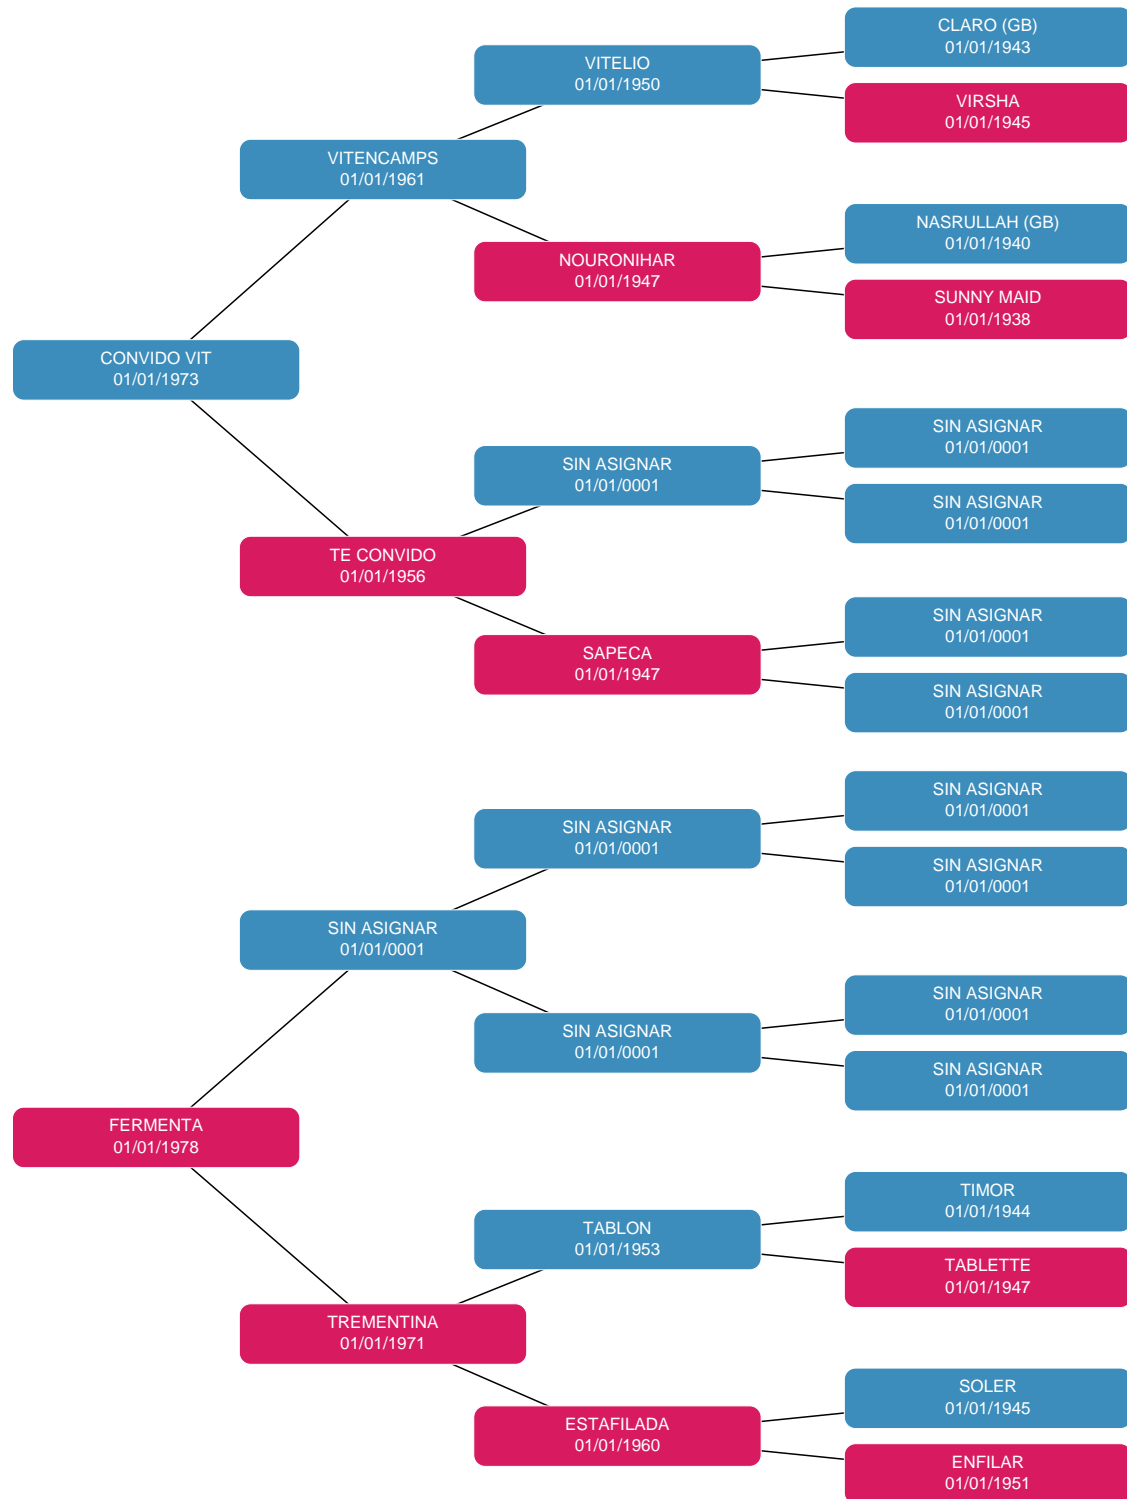 CLARO (GB)
01/01/1943
VITELIO
01/01/1950
VIRSHA
01/01/1945
VITENCAMPS
01/01/1961
NASRULLAH (GB)
01/01/1940
NOURONIHAR
01/01/1947
SUNNY MAID
01/01/1938
CONVIDO VIT
01/01/1973
SIN ASIGNAR
01/01/0001
SIN ASIGNAR
01/01/0001
SIN ASIGNAR
01/01/0001
TE CONVIDO
01/01/1956
SIN ASIGNAR
01/01/0001
SAPECA
01/01/1947
SIN ASIGNAR
01/01/0001
SIN ASIGNAR
01/01/0001
SIN ASIGNAR
01/01/0001
SIN ASIGNAR
01/01/0001
SIN ASIGNAR
01/01/0001
SIN ASIGNAR
01/01/0001
SIN ASIGNAR
01/01/0001
SIN ASIGNAR
01/01/0001
FERMENTA
01/01/1978
TIMOR
01/01/1944
TABLON
01/01/1953
TABLETTE
01/01/1947
TREMENTINA
01/01/1971
SOLER
01/01/1945
ESTAFILADA
01/01/1960
ENFILAR
01/01/1951